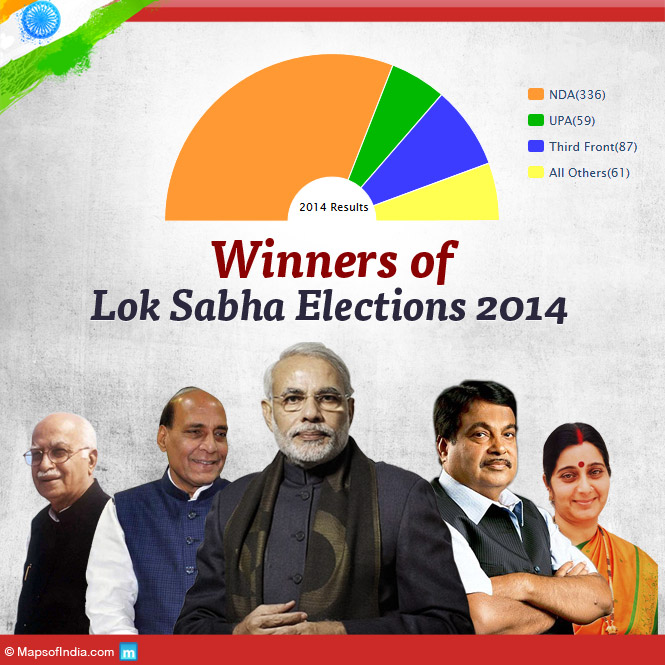 NDA(336)
UPA(59)
Third Front(87)
All Others(61)
2014 Results
Winners of
Lok Sabha Elections 2014
© MapsofIndia.com m